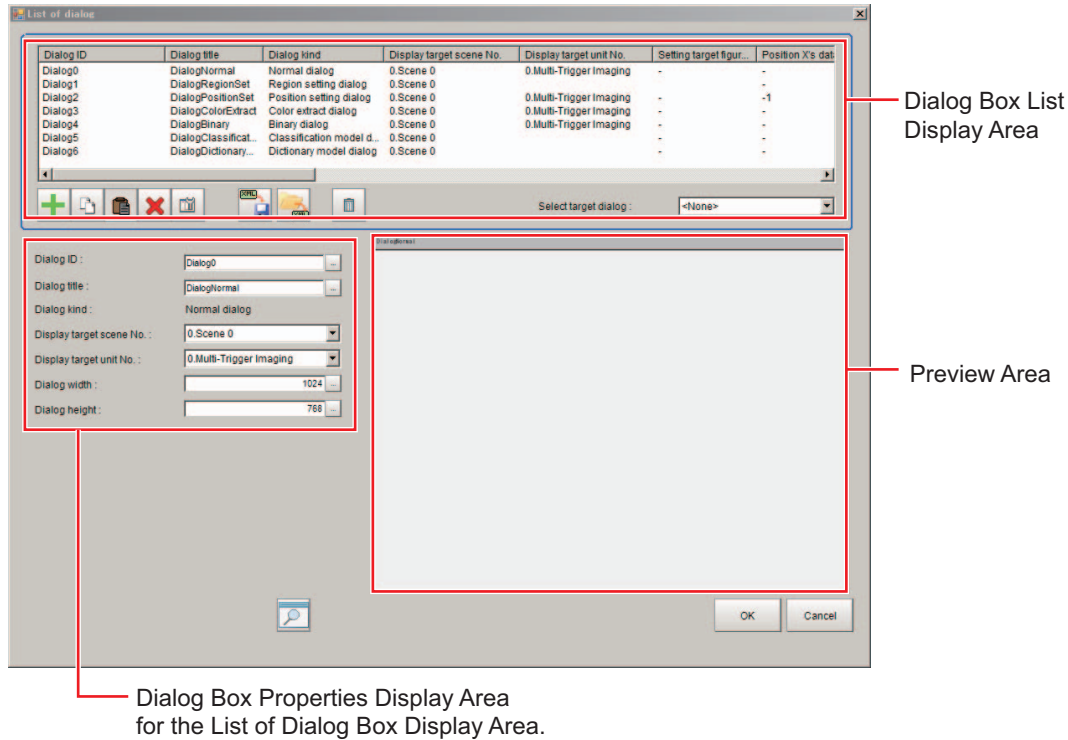 List of dialog
Dialog ID Dialog title Dialog kind Display target scene No. Display target unit No. Setting target figur... Position X's data
Dialog0 DialogNormal Normal dialog 0.Scene 0 0.Multi-Trigger Imaging - -
Dialog1 DialogRegionSet Region setting dialog 0.Scene 0 -
Dialog2 DialogPositionSet Position setting dialog 0.Scene 0 0.Multi-Trigger Imaging - -1
Dialog3 DialogColorExtract Color extract dialog 0.Scene 0 0.Multi-Trigger Imaging - -
Dialog4 DialogBinary Binary dialog 0.Scene 0 0.Multi-Trigger Imaging - -
Dialog5 DialogClassificat... Classification model d... 0.Scene 0 - -
Dialog6 DialogDictionary... Dictionary model dialog 0.Scene 0 - -
Dialog Box List
Display Area
XML
XML
Select target dialog : <None>
DialogNormal
Dialog ID : Dialog0 ...
Dialog title : DialogNormal ...
Dialog kind : Normal dialog
Display target scene No. : 0.Scene 0
Display target unit No. : 0.Multi-Trigger Imaging
Dialog width : 1024 ...
Dialog height : 768 ...
Preview Area
OK Cancel
Dialog Box Properties Display Area
for the List of Dialog Box Display Area.